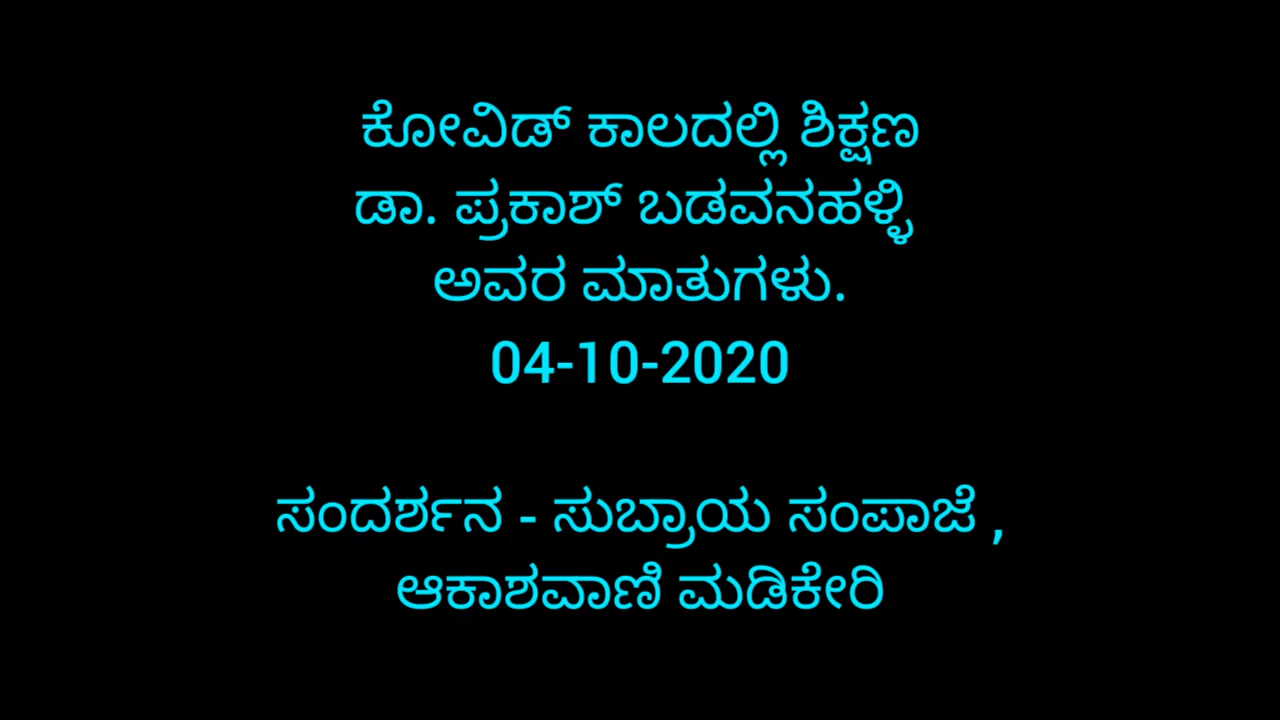 ಕೋವಿಡ್ ಕಾಲದಲ್ಲಿ ಶಿಕ್ಷಣ
ಡಾ. ಪ್ರಕಾಶ್ ಬಡವನಹಳ್ಳಿ
ಅವರ ಮಾತುಗಳು.
04-10-2020
ಸಂದರ್ಶನ - ಸುಬ್ರಾಯ ಸಂಪಾಜೆ ,
ಆಕಾಶವಾಣಿ ಮಡಿಕೇರಿ